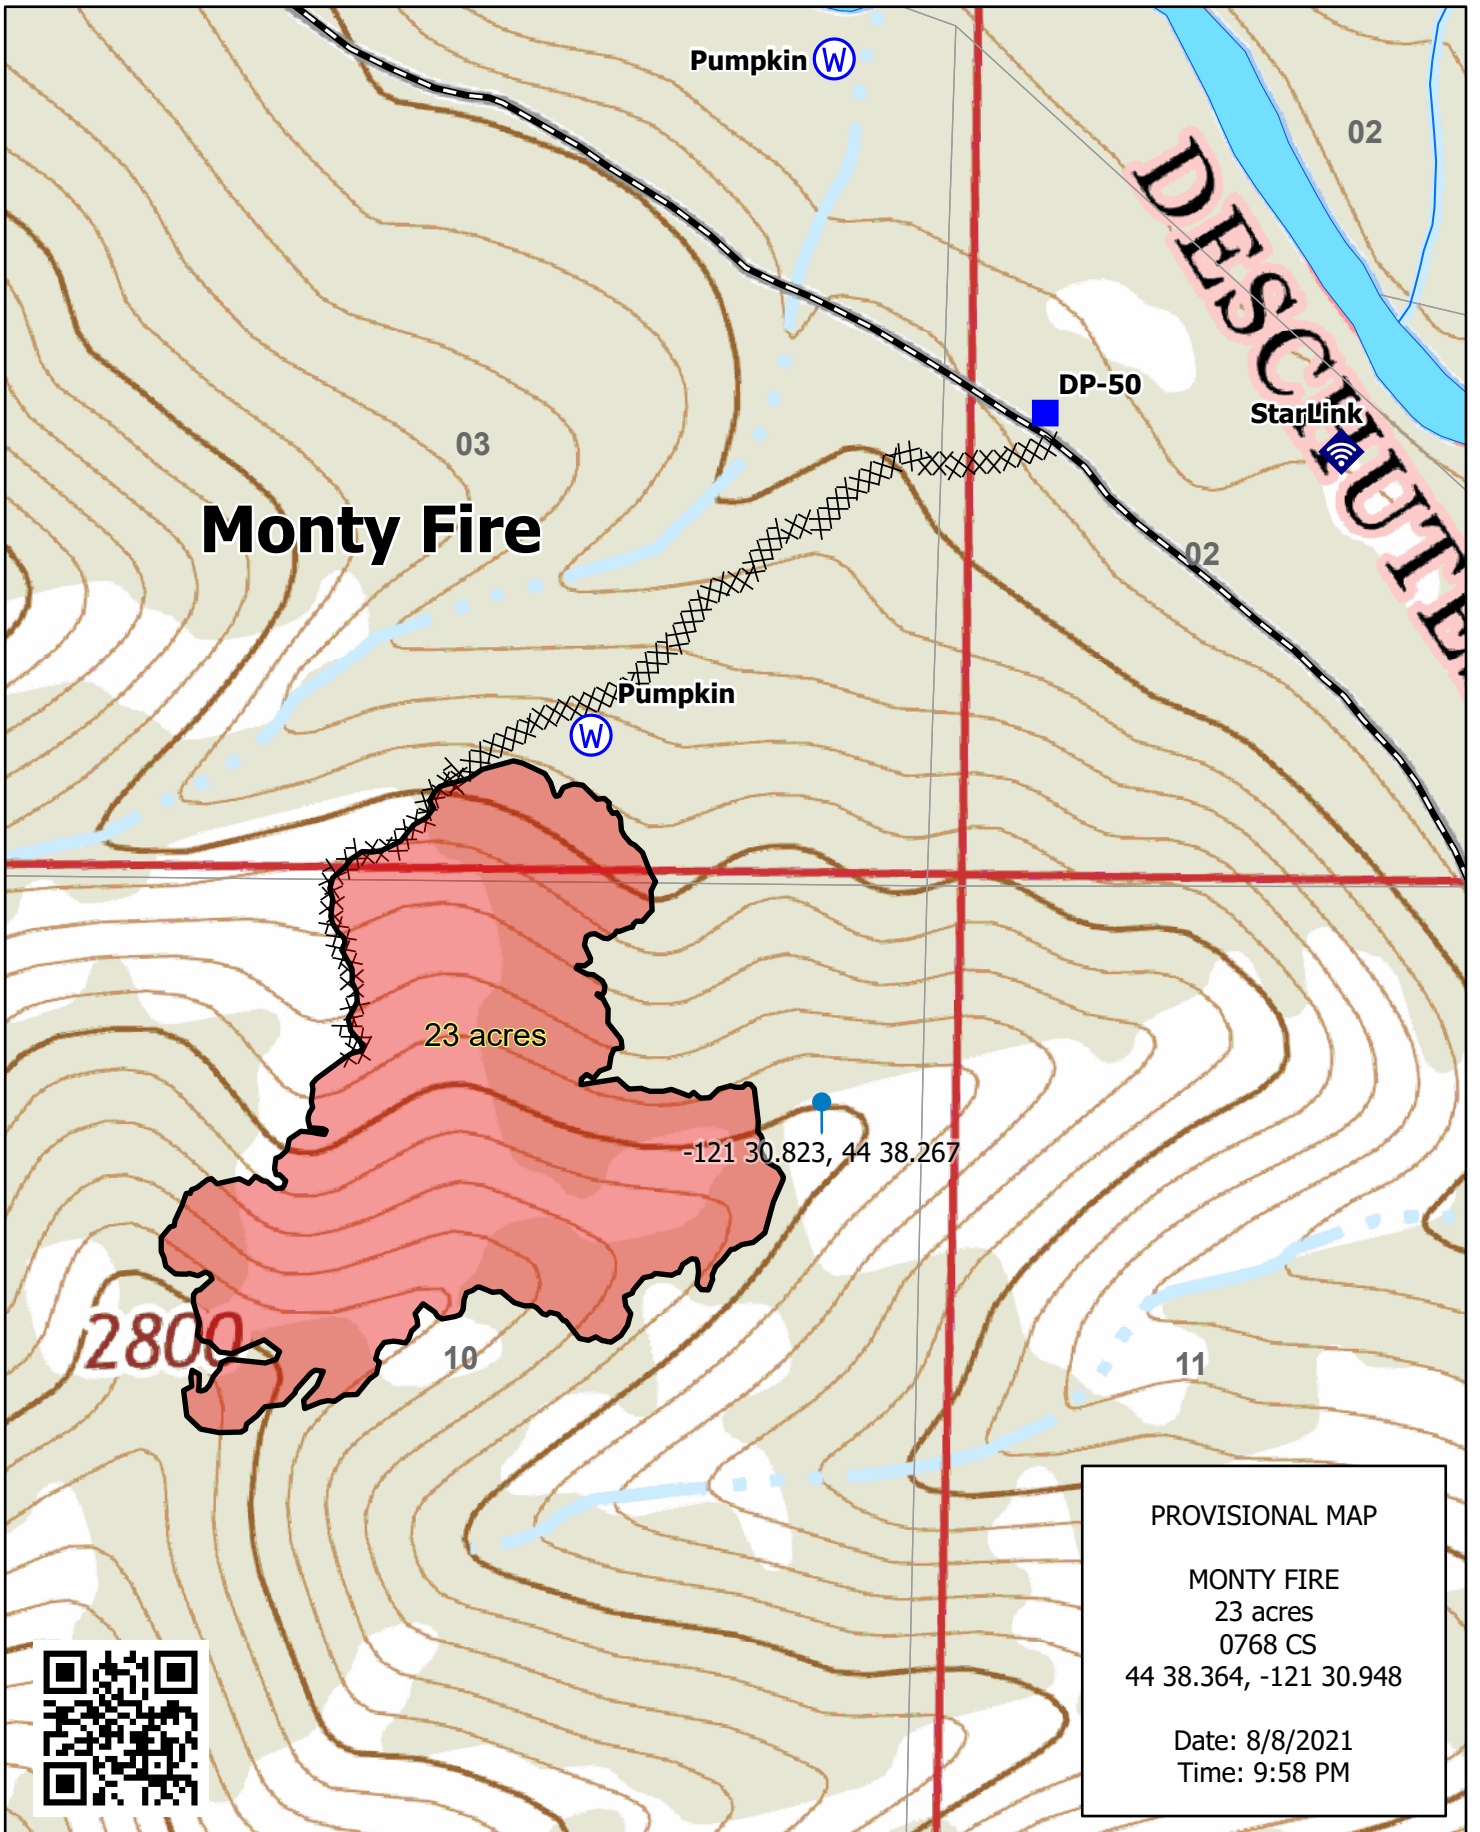 Pumpkin W
02
DESCHUTE
DP-50
StarLink
03
Monty Fire
02
Pumpkin
W
23 acres
-121 30.823, 44 38.267
2800
10
11
PROVISIONAL MAP
MONTY FIRE
23 acres
0768 CS
44 38.364, -121 30.948
Date: 8/8/2021
Time: 9:58 PM